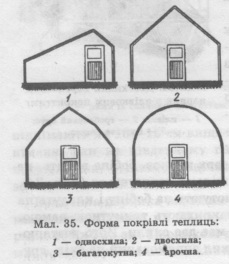 1
2
3
4
Мал. 35. Форма покрівлі теплиць:
1 — односхила; 2 — двосхила;
3 — багатокутна; 4 — арочна.